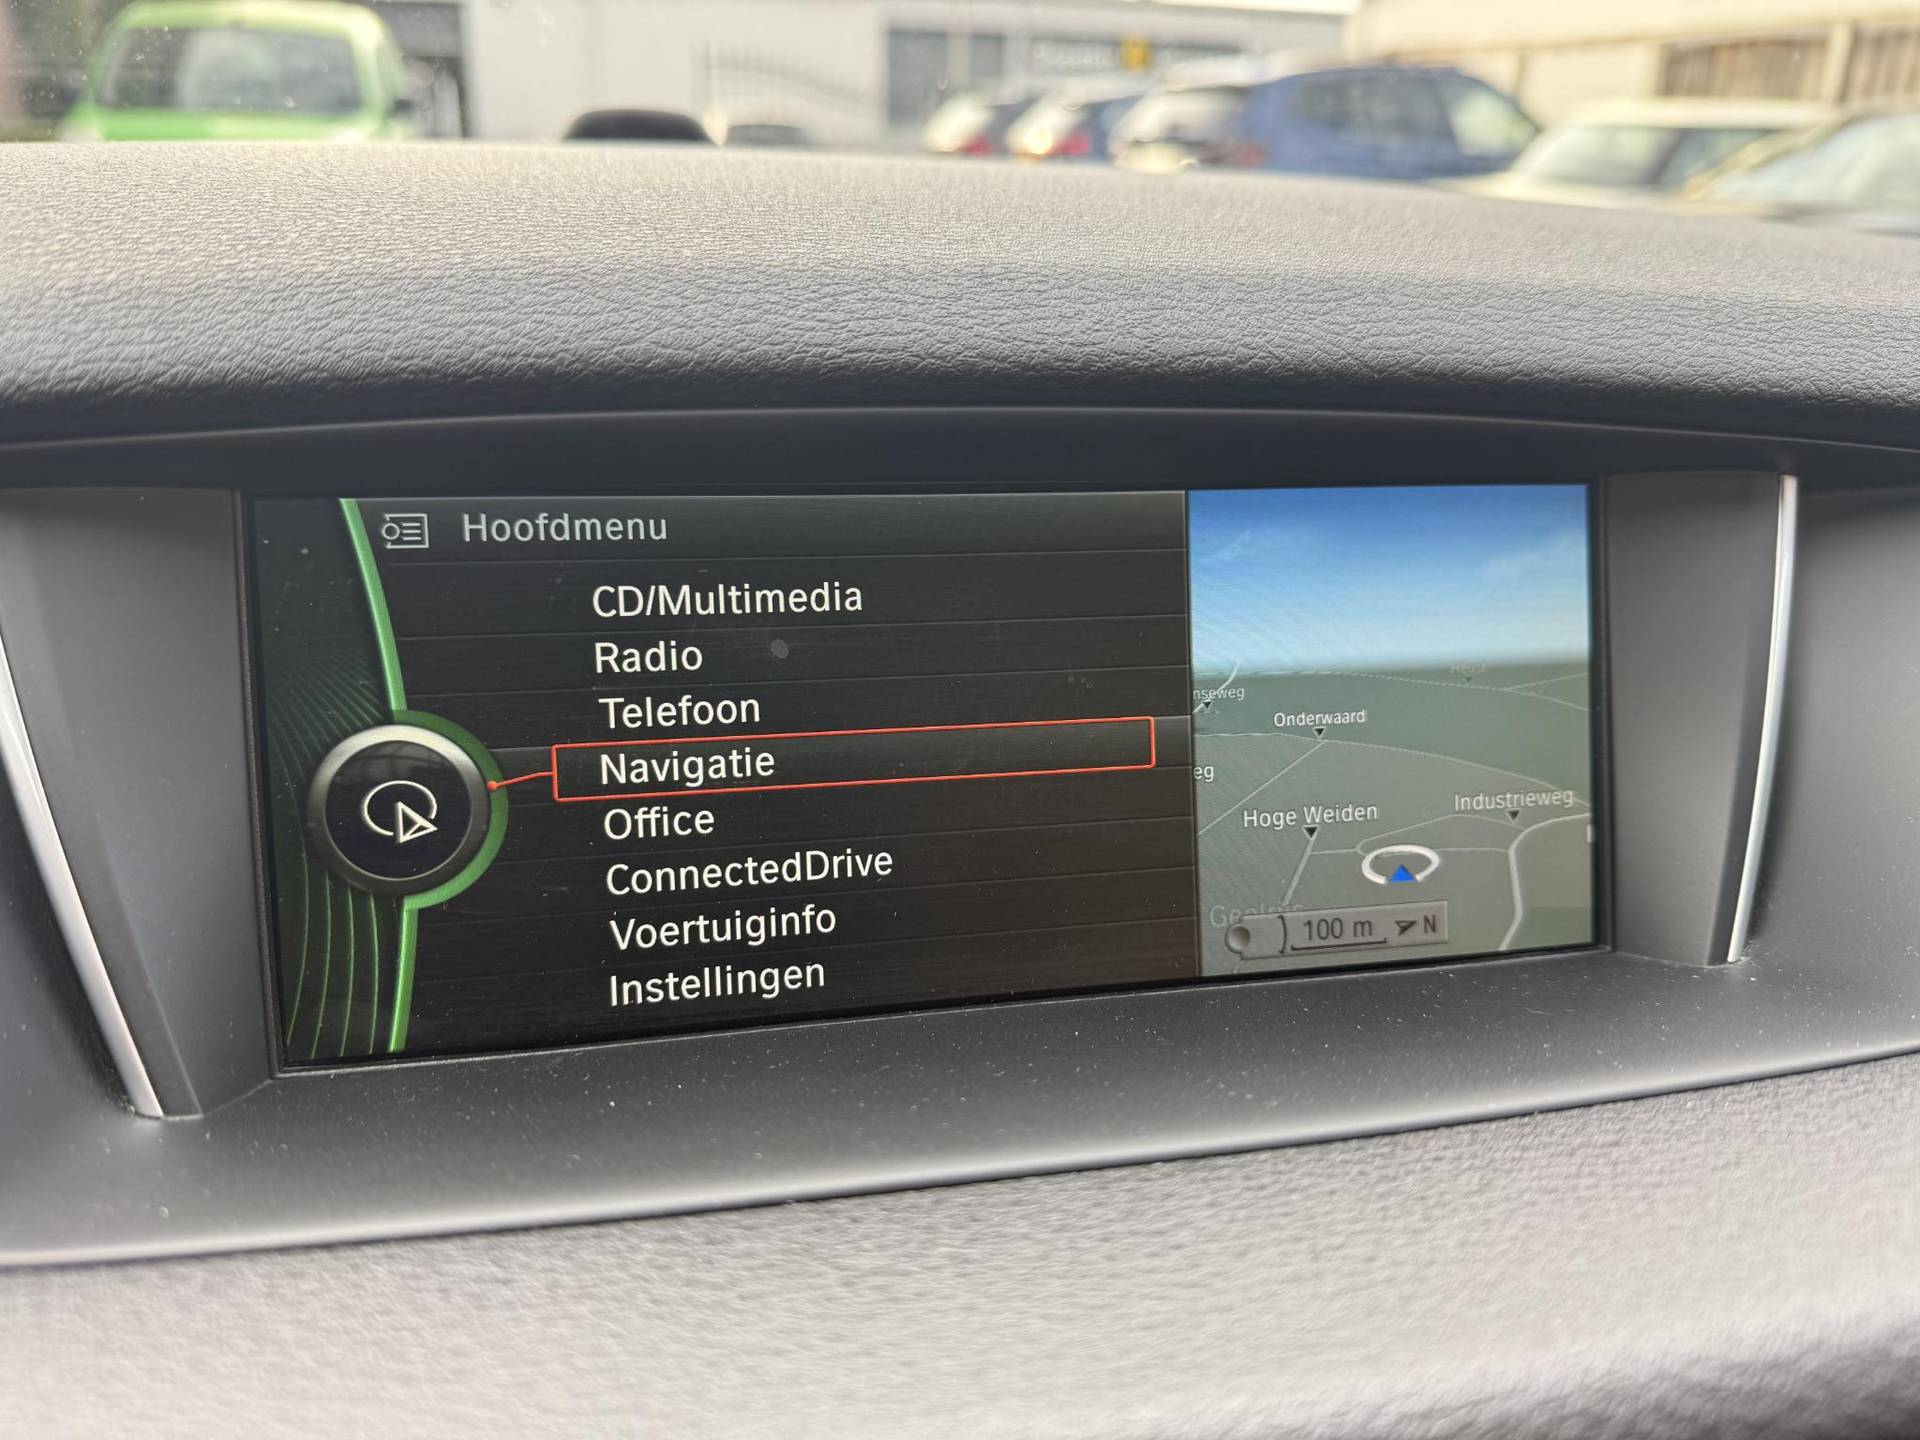 Hoofdmenu
CD/Multimedia
Radio
Telefoon
Navigatie
Office
ConnectedDrive
Voertuiginfo
Instellingen
nseweg
Onderwaard
eg
Hoge Weiden
Industrieweg
100 m
N